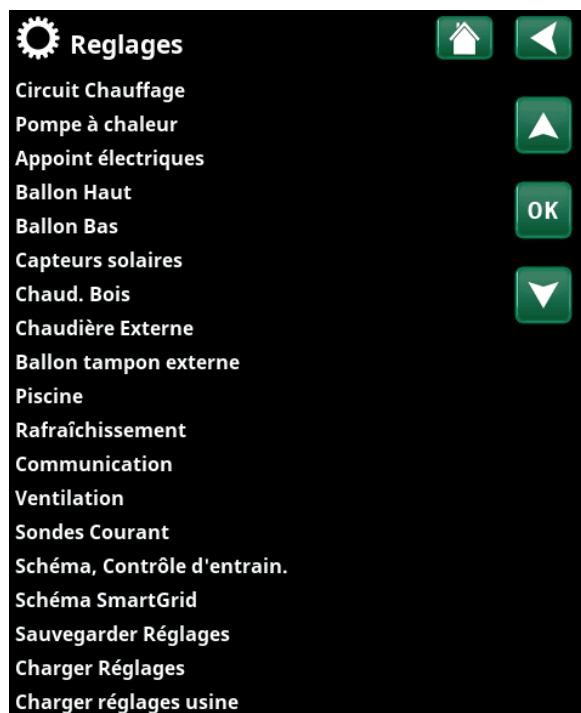 Reglages
Circuit Chauffage
Pompe à chaleur
Appoint électriques
Ballon Haut
OK
Ballon Bas
Capteurs solaires
Chaud. Bois
Chaudière Externe
Ballon tampon externe
Piscine
Rafraîchissement
Communication
Ventilation
Sondes Courant
Schéma, Contrôle d'entrain.
Schéma SmartGrid
Sauvegarder Réglages
Charger Réglages
Charger réglages usine